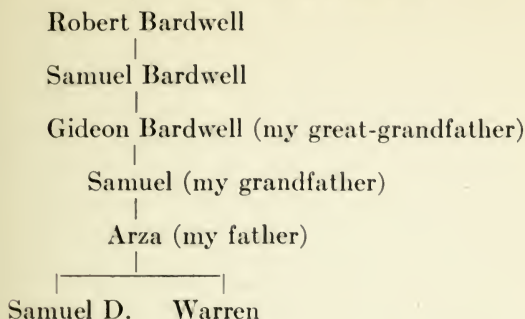 Robert Bardwell
Samuel Bardwell
Gideon Bardwell (my great-grandfather)
Samuel (my grandfather)
Arza (my father)
Samuel D. Warren